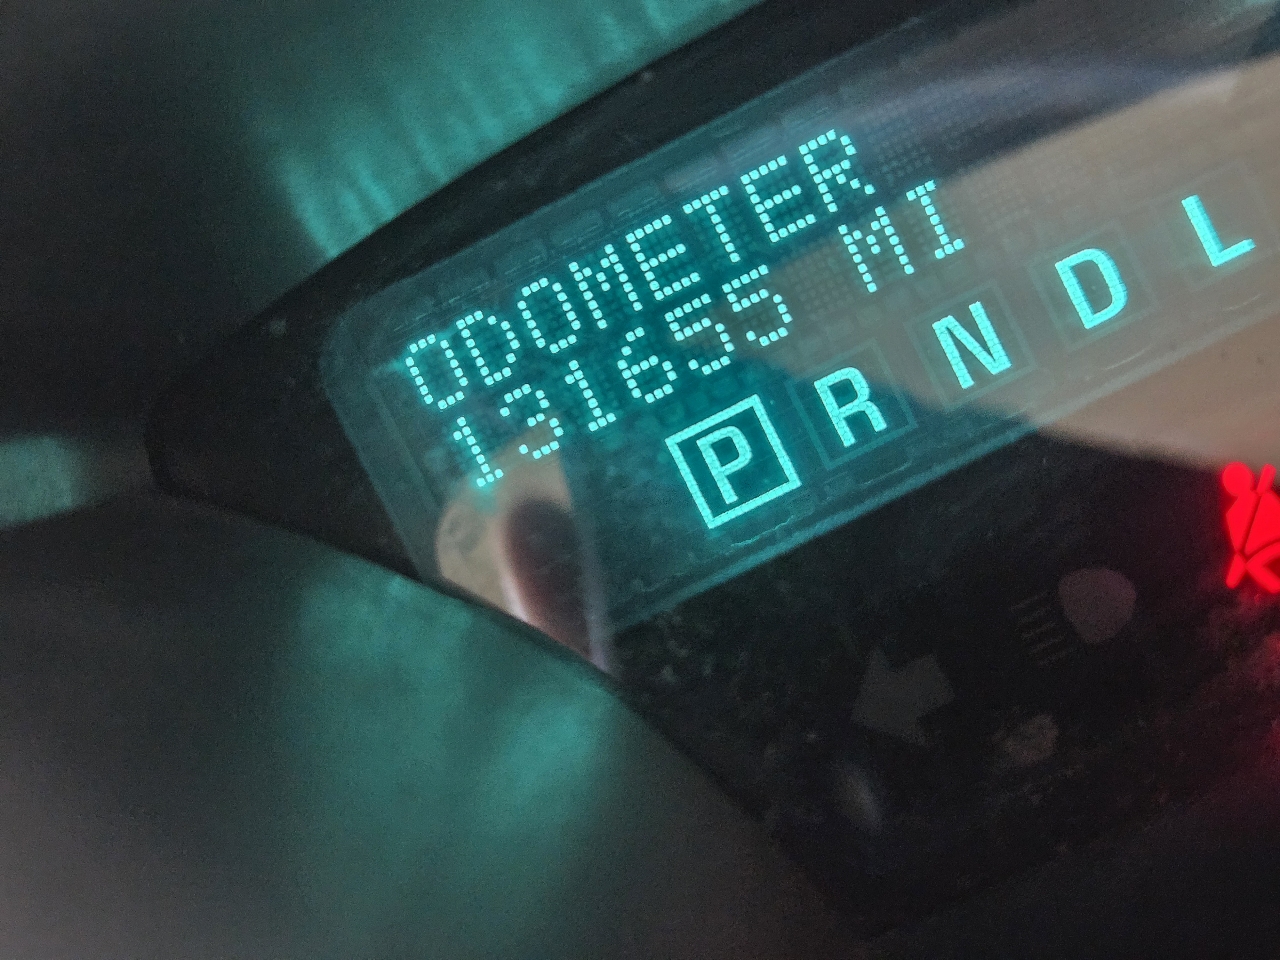 ODOMETER
131655 MI
P R N D L